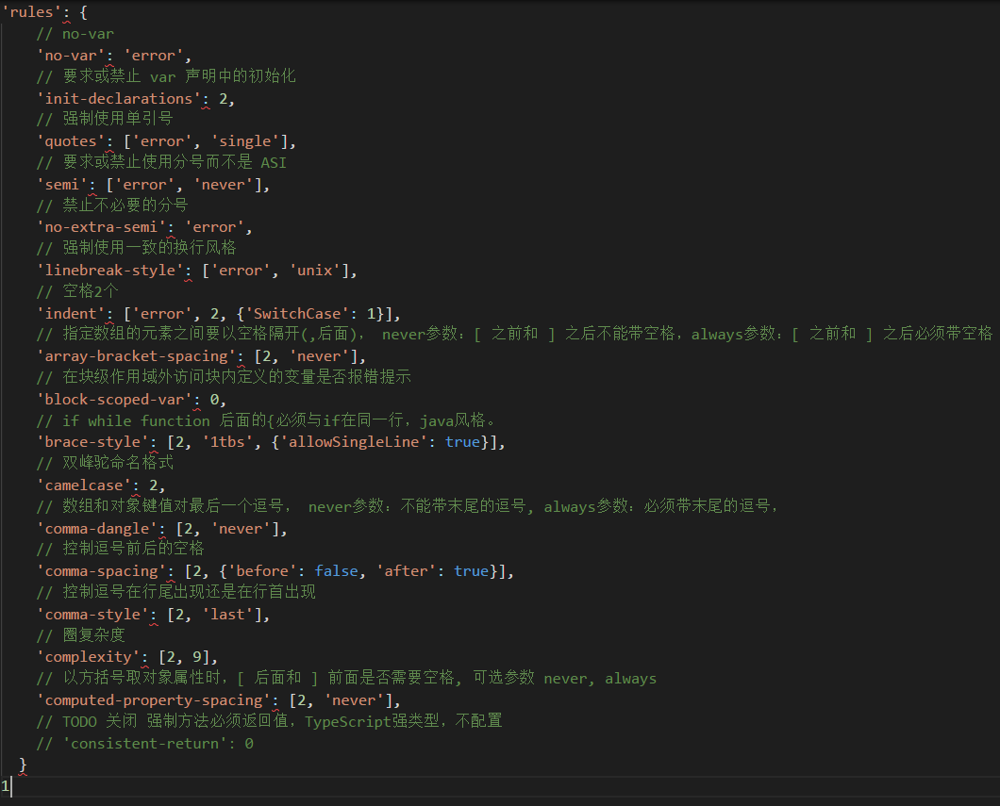 'rules': {
// no-var
'no-var': 'error',
// 要求或禁止 var 声明中的初始化
'init-declarations': 2,
// 强制使用单引号
'quotes': ['error', 'single'],
// 要求或禁止使用分号而不是 ASI
'semi': ['error', 'never'],
// 禁止不必要的分号
'no-extra-semi': 'error',
// 强制使用一致的换行风格
'linebreak-style': ['error', 'unix'],
// 空格2个
'indent': ['error', 2, {'SwitchCase': 1}],
// 指定数组的元素之间要以空格隔开(,后面)， never参数：[ 之前和 ] 之后不能带空格，always参数：[ 之前和 ] 之后必须带空格
'array-bracket-spacing': [2, 'never'],
// 在块级作用域外访问块内定义的变量是否报错提示
'block-scoped-var': 0,
// if while function 后面的{必须与if在同一行，java风格。
'brace-style': [2, '1tbs', {'allowSingleLine': true}],
// 双峰驼命名格式
'camelcase': 2,
// 数组和对象键值对最后一个逗号， never参数：不能带末尾的逗号, always参数：必须带末尾的逗号，
'comma-dangle': [2, 'never'],
// 控制逗号前后的空格
'comma-spacing': [2, {'before': false, 'after': true}],
// 控制逗号在行尾出现还是在行首出现
'comma-style': [2, 'last'],
// 圈复杂度
'complexity': [2, 9],
// 以方括号取对象属性时，[ 后面和 ] 前面是否需要空格, 可选参数 never, always
'computed-property-spacing': [2, 'never'],
// TODO 关闭 强制方法必须返回值，TypeScript强类型，不配置
// 'consistent-return': 0
}
1